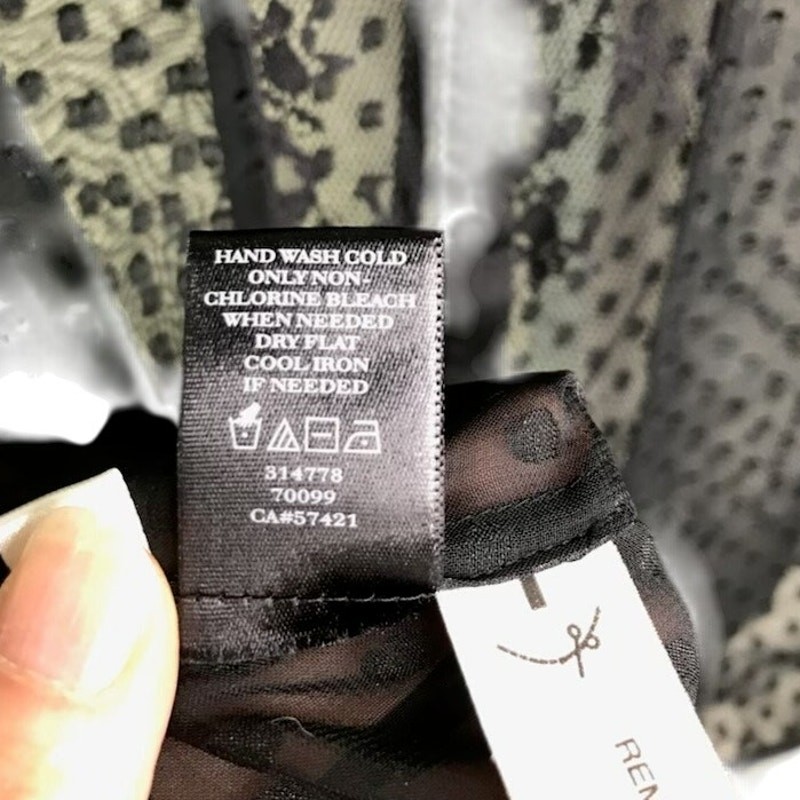 HAND WASH COLD
ONLY NON-
CHLORINE BLEACH
WHEN NEEDED
DRY FLAT
COOL IRON
IF NEEDED
314778
70099
CA#57421